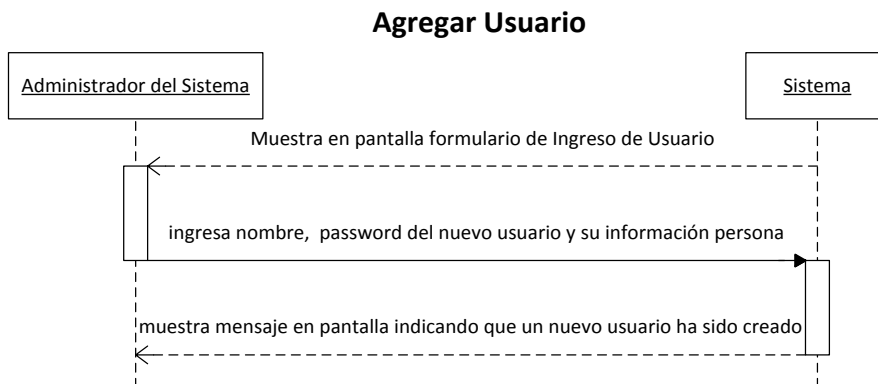 Agregar Usuario
Administrador del Sistema
Sistema
Muestra en pantalla formulario de Ingreso de Usuario
ingresa nombre, password del nuevo usuario y su información persona
muestra mensaje en pantalla indicando que un nuevo usuario ha sido creado